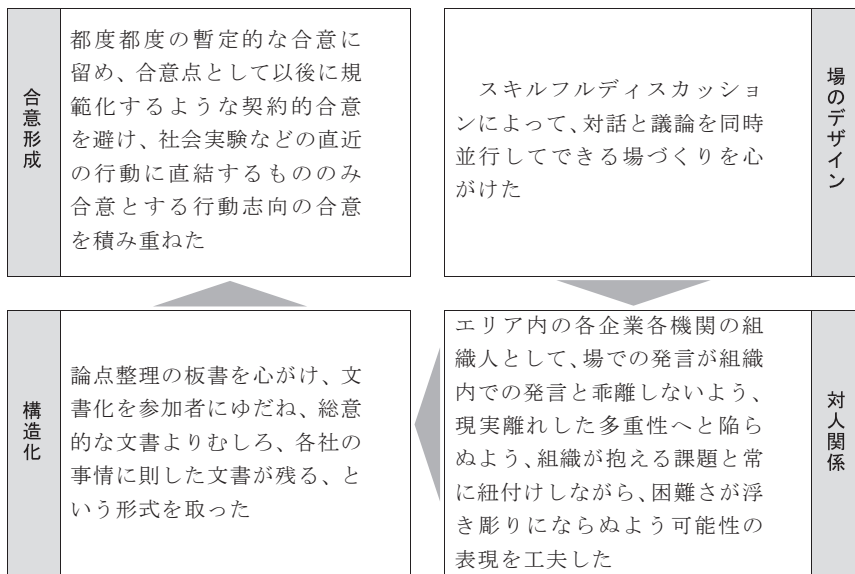 合意形成
都度都度の暫定的な合意に
留め、合意点として以後に規
範化するような契約的合意
を避け、社会実験などの直近
の行動に直結するもののみ
合意とする行動志向の合意
を積み重ねた
スキルフルディスカッショ
ンによって、対話と議論を同時
並行してできる場づくりを心
がけた
場のデザイン
構造化
論点整理の板書を心がけ、文
書化を参加者にゆだね、総意
的な文書よりむしろ、各社の
事情に則した文書が残る、と
いう形式を取った
エリア内の各企業各機関の組
織人として、場での発言が組織
内での発言と乖離しないよう、
現実離れした多重性へと陥ら
ぬよう、組織が抱える課題と常
に紐付けしながら、困難さが浮
き彫りにならぬよう可能性の
表現を工夫した
対人関係